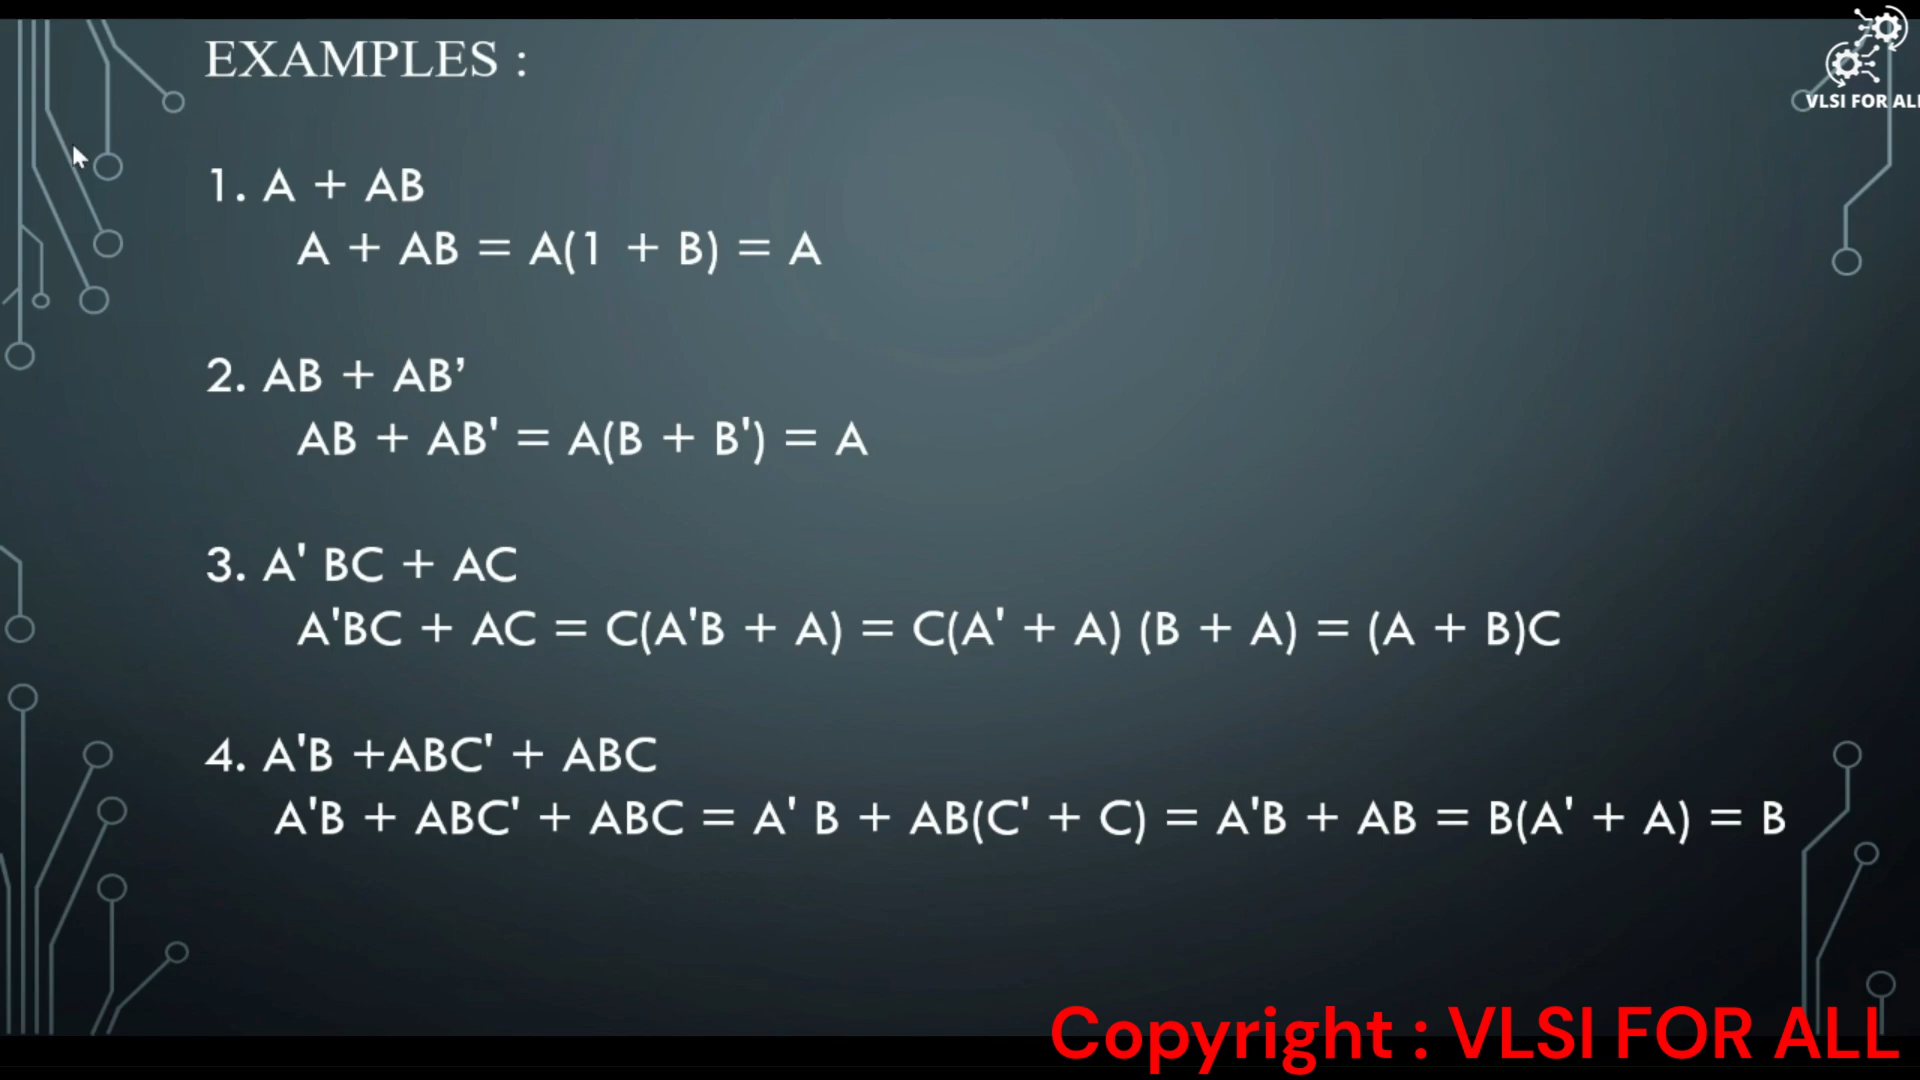 EXAMPLES :
VLSI FOR ALL
1. A + AB
A + AB = A(1 + B) = A
2. AB + AB’
AB + AB' = A(B + B') = A
3. A' BC + AC
A'BC + AC = C(A'B + A) = C(A' + A) (B + A) = (A + B)C
4. A'B +ABC' + ABC
A'B + ABC' + ABC = A' B + AB(C' + C) = A'B + AB = B(A' + A) = B
Copyright : VLSI FOR ALL